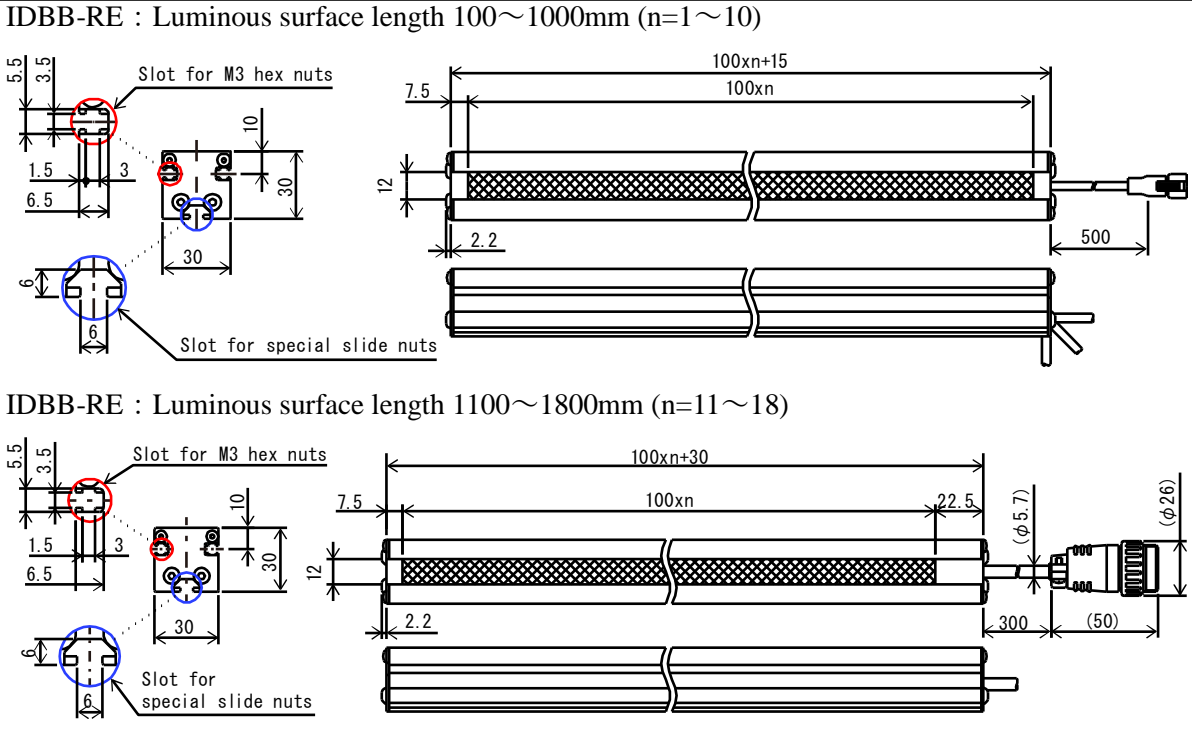 IDBB-RE：Luminous surface length 100～1000mm (n=1～10)
5.5
3.5
Slot for M3 hex nuts
1.5
3
6.5
10
30
30
6
6
Slot for special slide nuts
100xn+15
7.5
100xn
12
2.2
500
IDBB-RE：Luminous surface length 1100～1800mm (n=11～18)
5.5
3.5
Slot for M3 hex nuts
1.5
3
6.5
10
30
30
6
6
Slot for
special slide nuts
100xn+30
7.5
100xn
22.5
12
2.2
(φ5.7)
(φ26)
300
(50)